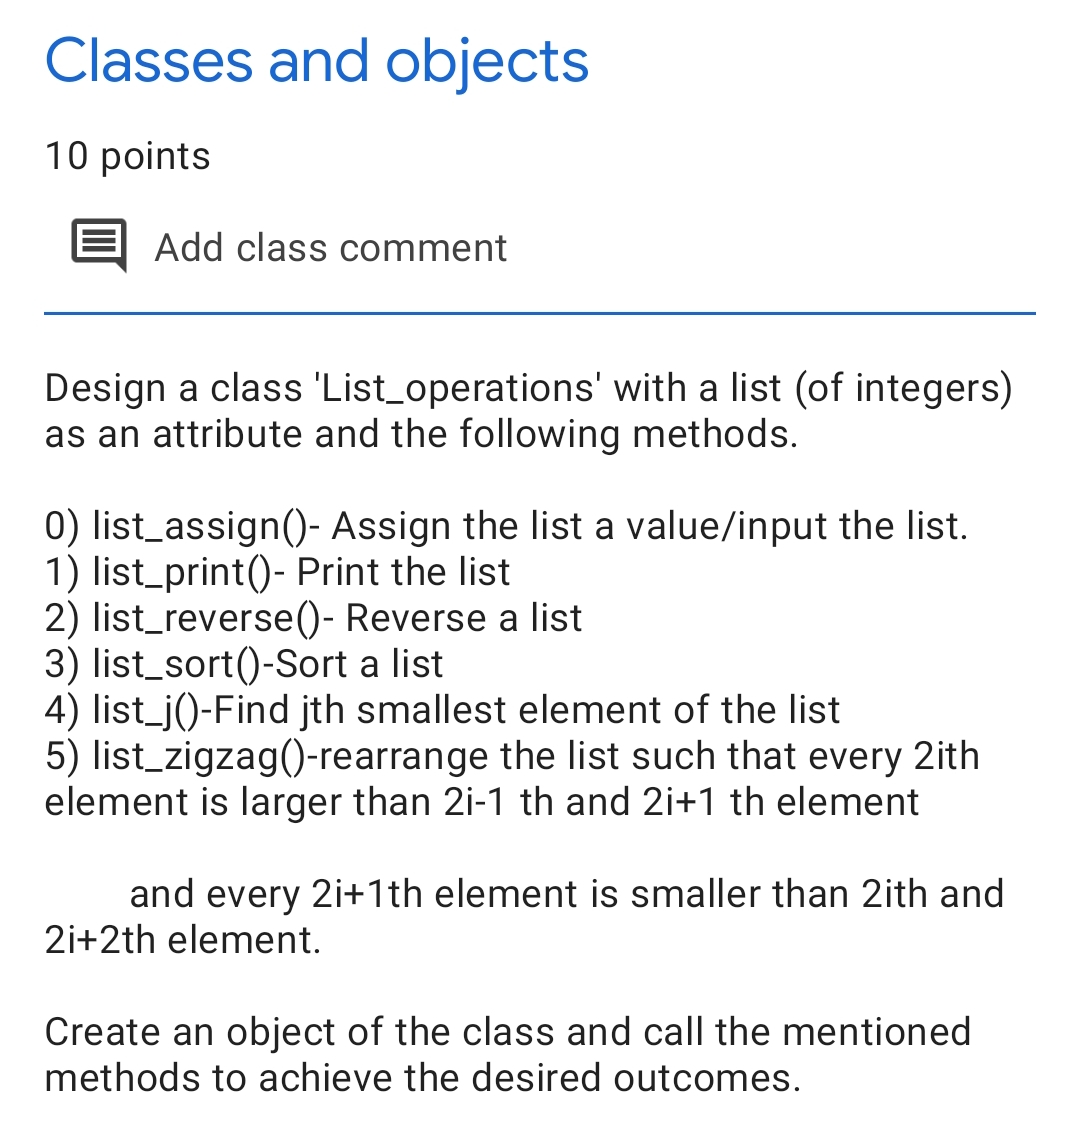 Classes and objects
10 points
Add class comment
Design a class 'List_operations' with a list (of integers)
as an attribute and the following methods.
0) list_assign()- Assign the list a value/input the list.
1) list_print()- Print the list
2) list_reverse()- Reverse a list
3) list_sort()-Sort a list
4) list_j()-Find jth smallest element of the list
5) list_zigzag()-rearrange the list such that every 2ith
element is larger than 2i-1 th and 2i+1 th element
and every 2i+1th element is smaller than 2ith and
2i+2th element.
Create an object of the class and call the mentioned
methods to achieve the desired outcomes.